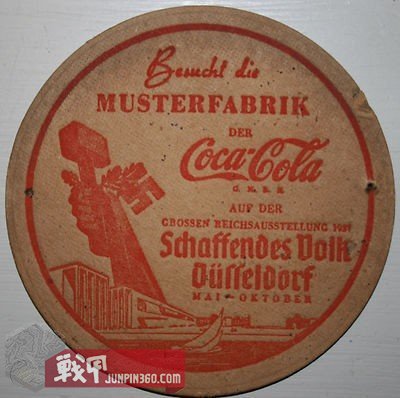 Besucht die
MUSTERFABRIK
DER
Coca-Cola
G. M. B. H.
AUF DER
GROSSEN REICHSAUSSTELLUNG 1937
Schaffendes Volk
Düsseldorf
MAI - OKTOBER
战甲
JUNPIN360.COM